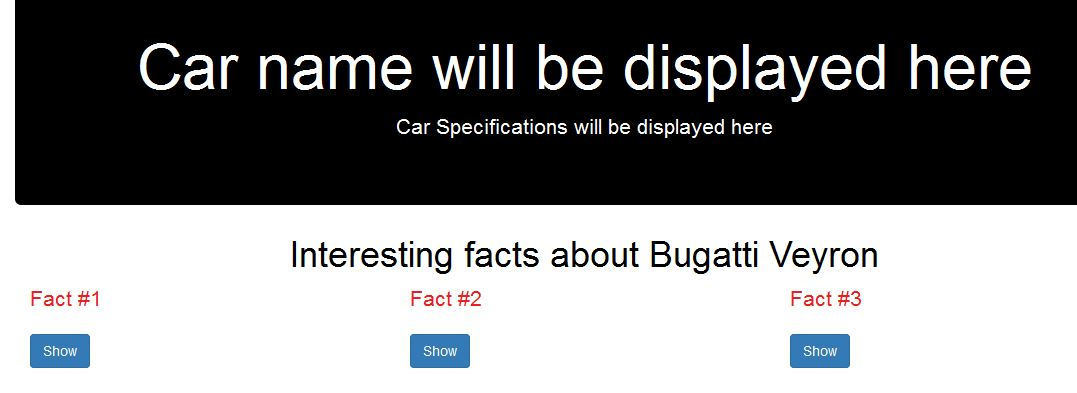 Car name will be displayed here
Car Specifications will be displayed here
Interesting facts about Bugatti Veyron
Fact #1
Fact #2
Fact #3
Show
Show
Show